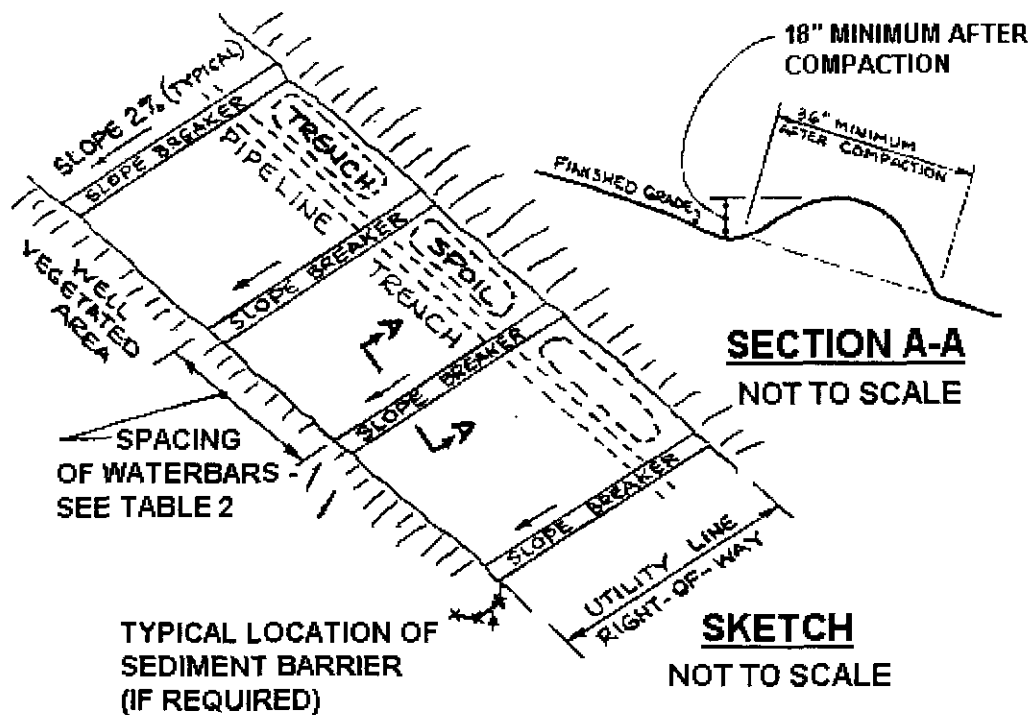 18" MINIMUM AFTER
COMPACTION
36" MINIMUM
AFTER COMPACTION
FINISHED GRADE
SECTION A-A
NOT TO SCALE
SLOPE 2% (TYPICAL)
SLOPE BREAKER
TRENCH
PIPELINE
SLOPE BREAKER
SPOIL
TRENCH
WELL
VEGETATED
AREA
A
SLOPE BREAKER
A
SPACING
OF WATERBARS -
SEE TABLE 2
SLOPE BREAKER
UTILITY LINE
RIGHT-OF-WAY
TYPICAL LOCATION OF
SEDIMENT BARRIER
(IF REQUIRED)
SKETCH
NOT TO SCALE